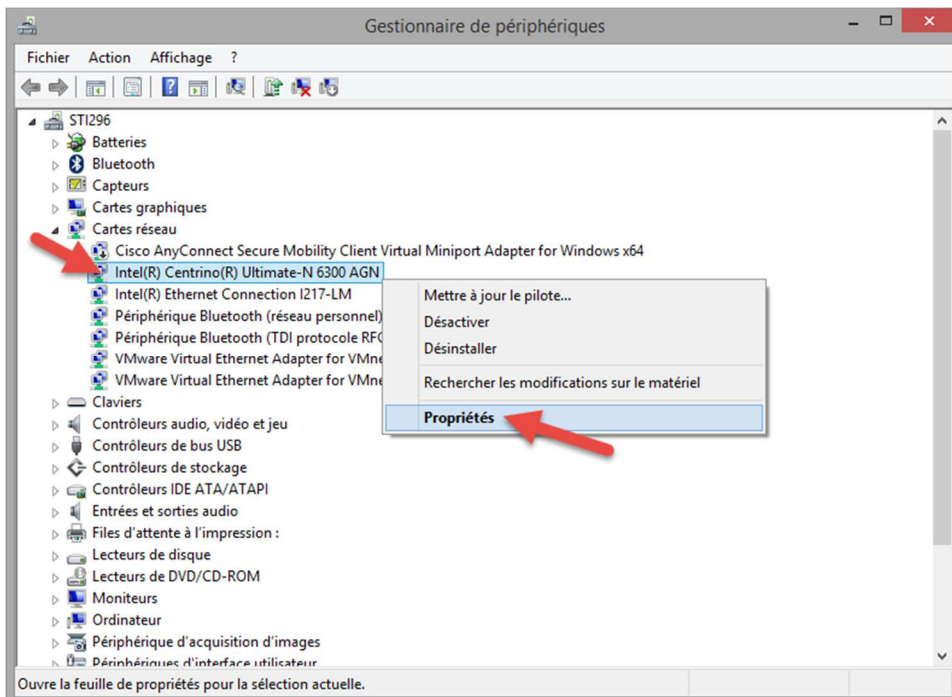 Gestionnaire de périphériques
Fichier Action Affichage ?
STI296
Batteries
Bluetooth
Capteurs
Cartes graphiques
Cartes réseau
Cisco AnyConnect Secure Mobility Client Virtual Miniport Adapter for Windows x64
Intel(R) Centrino(R) Ultimate-N 6300 AGN
Intel(R) Ethernet Connection I217-LM
Périphérique Bluetooth (réseau personnel)
Périphérique Bluetooth (TDI protocole RFC
VMware Virtual Ethernet Adapter for VMne
VMware Virtual Ethernet Adapter for VMne
Mettre à jour le pilote...
Désactiver
Désinstaller
Rechercher les modifications sur le matériel
Propriétés
Claviers
Contrôleurs audio, vidéo et jeu
Contrôleurs de bus USB
Contrôleurs de stockage
Contrôleurs IDE ATA/ATAPI
Entrées et sorties audio
Files d'attente à l'impression :
Lecteurs de disque
Lecteurs de DVD/CD-ROM
Moniteurs
Ordinateur
Périphérique d'acquisition d'images
Périphériques d'interface utilisateur
Ouvre la feuille de propriétés pour la sélection actuelle.